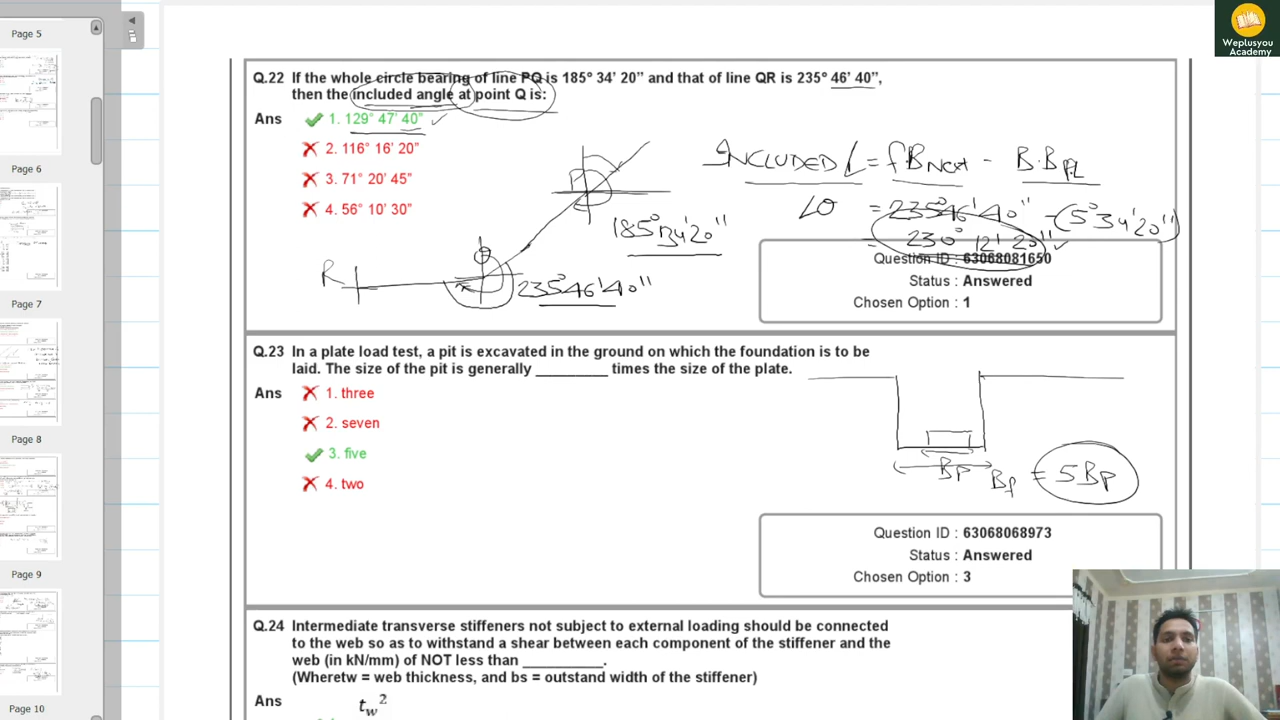 Page 5
Page 6
Page 7
Page 8
Page 9
Page 10
Weplusyou
Academy
Q.22 If the whole circle bearing of line PQ is 185° 34' 20” and that of line QR is 235° 46' 40”,
then the included angle at point Q is:
Ans 1. 129° 47' 40”
2. 116° 16' 20”
3. 71° 20' 45”
4. 56° 10' 30”
INCLUDED ∠ = FB Next - B.B PL
∠Q = 235°46'40" - (5°34'20")
= 230° 12' 20"
P
185°34'20"
Q
R
235°46'40"
Question ID : 63068081650
Status : Answered
Chosen Option : 1
Q.23 In a plate load test, a pit is excavated in the ground on which the foundation is to be
laid. The size of the pit is generally ________ times the size of the plate.
Ans 1. three
2. seven
3. five
4. two
Bp
Bf = 5Bp
Question ID : 63068068973
Status : Answered
Chosen Option : 3
Q.24 Intermediate transverse stiffeners not subject to external loading should be connected
to the web so as to withstand a shear between each component of the stiffener and the
web (in kN/mm) of NOT less than __________.
(Wheretw = web thickness, and bs = outstand width of the stiffener)
Ans tw²